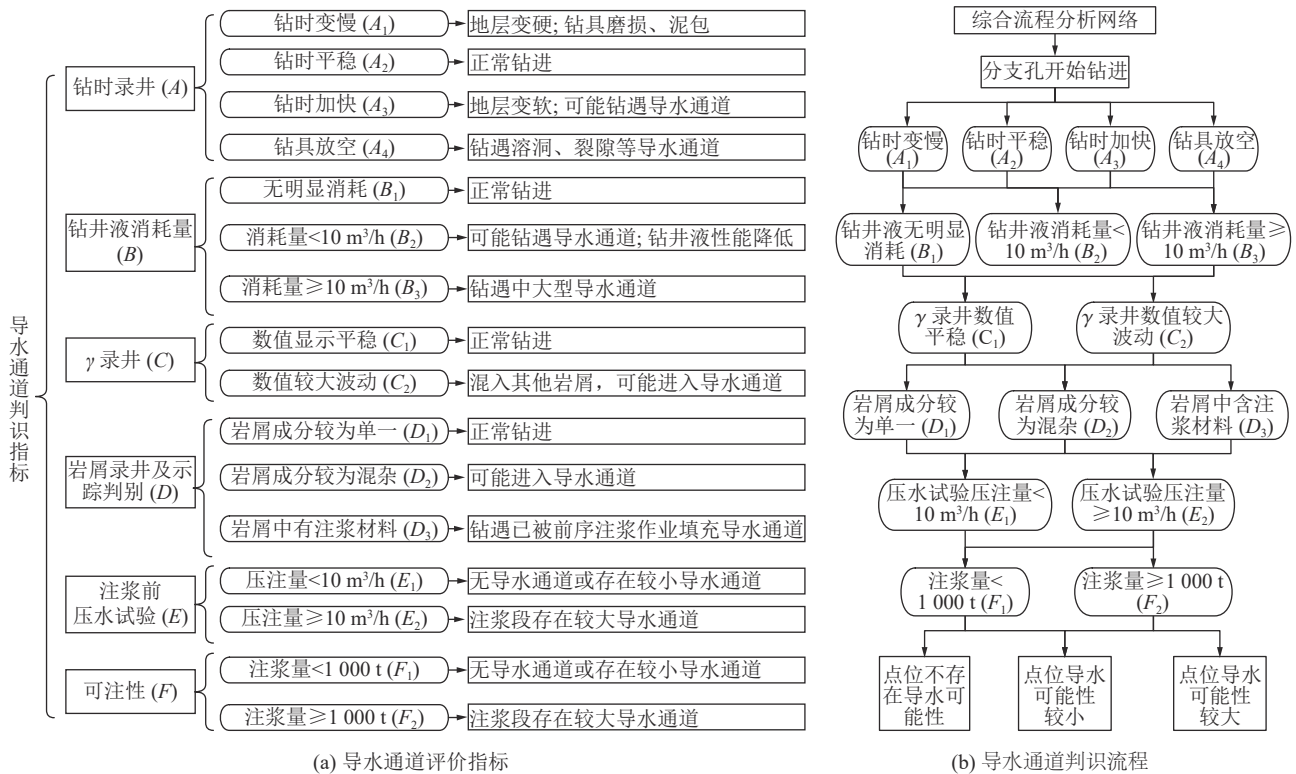 导水通道判识指标
钻时录井 (A)
钻时变慢 (A₁)
地层变硬; 钻具磨损、泥包
钻时平稳 (A₂)
正常钻进
钻时加快 (A₃)
地层变软; 可能钻遇导水通道
钻具放空 (A₄)
钻遇溶洞、裂隙等导水通道
钻井液消耗量
(B)
无明显消耗 (B₁)
正常钻进
消耗量<10 m³/h (B₂)
可能钻遇导水通道; 钻井液性能降低
消耗量≥10 m³/h (B₃)
钻遇中大型导水通道
γ 录井 (C)
数值显示平稳 (C₁)
正常钻进
数值较大波动 (C₂)
混入其他岩屑，可能进入导水通道
岩屑录井及示
踪判别 (D)
岩屑成分较为单一 (D₁)
正常钻进
岩屑成分较为混杂 (D₂)
可能进入导水通道
岩屑中有注浆材料 (D₃)
钻遇已被前序注浆作业填充导水通道
注浆前
压水试验 (E)
压注量<10 m³/h (E₁)
无导水通道或存在较小导水通道
压注量≥10 m³/h (E₂)
注浆段存在较大导水通道
可注性 (F)
注浆量<1 000 t (F₁)
无导水通道或存在较小导水通道
注浆量≥1 000 t (F₂)
注浆段存在较大导水通道
(a) 导水通道评价指标
综合流程分析网络
分支孔开始钻进
钻时变慢
(A₁)
钻时平稳
(A₂)
钻时加快
(A₃)
钻具放空
(A₄)
钻井液无明显
消耗 (B₁)
钻井液消耗量<
10 m³/h (B₂)
钻井液消耗量≥
10 m³/h (B₃)
γ 录井数值
平稳 (C₁)
γ 录井数值较大
波动 (C₂)
岩屑成分较
为单一 (D₁)
岩屑成分较
为混杂 (D₂)
岩屑中含注
浆材料 (D₃)
压水试验压注量<
10 m³/h (E₁)
压水试验压注量
≥10 m³/h (E₂)
注浆量<
1 000 t (F₁)
注浆量≥1 000 t
(F₂)
点位不存
在导水可
能性
点位导水
可能性
较小
点位导水
可能性
较大
(b) 导水通道判识流程